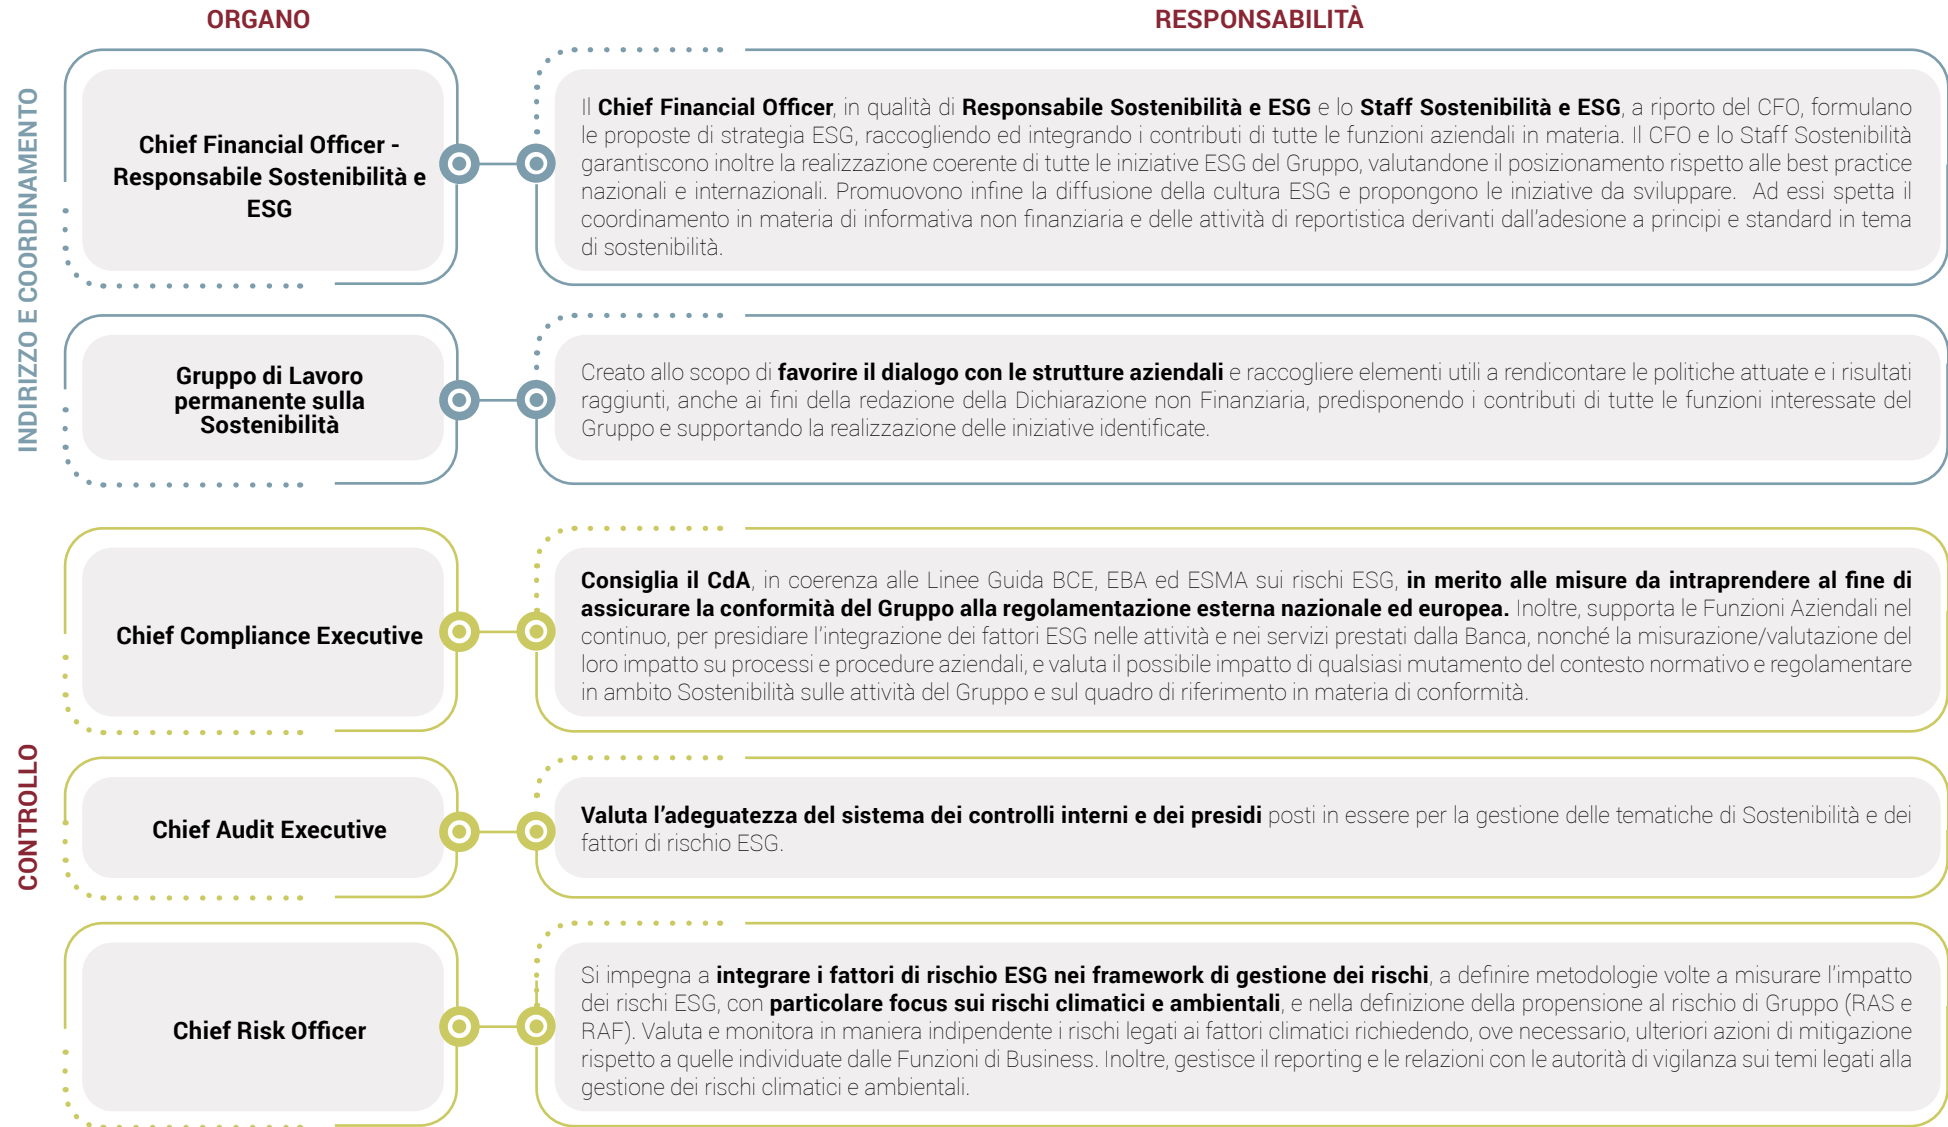 ORGANO
RESPONSABILITÀ
INDIRIZZO E COORDINAMENTO
Chief Financial Officer -
Responsabile Sostenibilità e
ESG
Il Chief Financial Officer, in qualità di Responsabile Sostenibilità e ESG e lo Staff Sostenibilità e ESG, a riporto del CFO, formulano
le proposte di strategia ESG, raccogliendo ed integrando i contributi di tutte le funzioni aziendali in materia. Il CFO e lo Staff Sostenibilità
garantiscono inoltre la realizzazione coerente di tutte le iniziative ESG del Gruppo, valutandone il posizionamento rispetto alle best practice
nazionali e internazionali. Promuovono infine la diffusione della cultura ESG e propongono le iniziative da sviluppare. Ad essi spetta il
coordinamento in materia di informativa non finanziaria e delle attività di reportistica derivanti dall'adesione a principi e standard in tema
di sostenibilità.
Gruppo di Lavoro
permanente sulla
Sostenibilità
Creato allo scopo di favorire il dialogo con le strutture aziendali e raccogliere elementi utili a rendicontare le politiche attuate e i risultati
raggiunti, anche ai fini della redazione della Dichiarazione non Finanziaria, predisponendo i contributi di tutte le funzioni interessate del
Gruppo e supportando la realizzazione delle iniziative identificate.
CONTROLLO
Chief Compliance Executive
Consiglia il CdA, in coerenza alle Linee Guida BCE, EBA ed ESMA sui rischi ESG, in merito alle misure da intraprendere al fine di
assicurare la conformità del Gruppo alla regolamentazione esterna nazionale ed europea. Inoltre, supporta le Funzioni Aziendali nel
continuo, per presidiare l'integrazione dei fattori ESG nelle attività e nei servizi prestati dalla Banca, nonché la misurazione/valutazione del
loro impatto su processi e procedure aziendali, e valuta il possibile impatto di qualsiasi mutamento del contesto normativo e regolamentare
in ambito Sostenibilità sulle attività del Gruppo e sul quadro di riferimento in materia di conformità.
Chief Audit Executive
Valuta l'adeguatezza del sistema dei controlli interni e dei presidi posti in essere per la gestione delle tematiche di Sostenibilità e dei
fattori di rischio ESG.
Chief Risk Officer
Si impegna a integrare i fattori di rischio ESG nei framework di gestione dei rischi, a definire metodologie volte a misurare l'impatto
dei rischi ESG, con particolare focus sui rischi climatici e ambientali, e nella definizione della propensione al rischio di Gruppo (RAS e
RAF). Valuta e monitora in maniera indipendente i rischi legati ai fattori climatici richiedendo, ove necessario, ulteriori azioni di mitigazione
rispetto a quelle individuate dalle Funzioni di Business. Inoltre, gestisce il reporting e le relazioni con le autorità di vigilanza sui temi legati alla
gestione dei rischi climatici e ambientali.